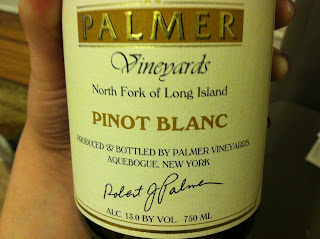 PALMER
Vineyards
North Fork of Long Island
PINOT BLANC
PRODUCED & BOTTLED BY PALMER VINEYARDS
AQUEBOGUE, NEW YORK
Robert J Palmer
ALC. 13.0 BY VOL. 750 ML